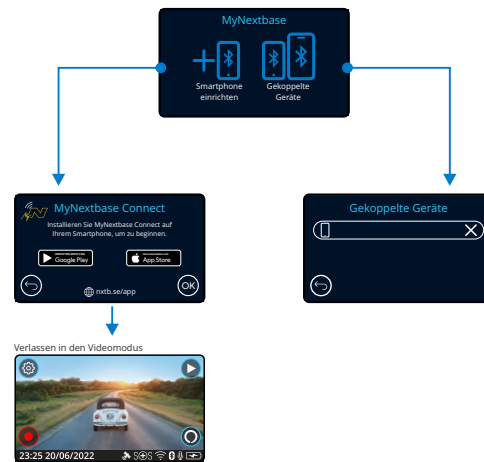 MyNextbase
Smartphone
einrichten
Gekoppelte
Geräte
MyNextbase Connect
Installieren Sie MyNextbase Connect auf
Ihrem Smartphone, um zu beginnen.
Google Play
App Store
nxtb.se/app
OK
Gekoppelte Geräte
Verlassen in den Videomodus
23:25 20/06/2022
SOS